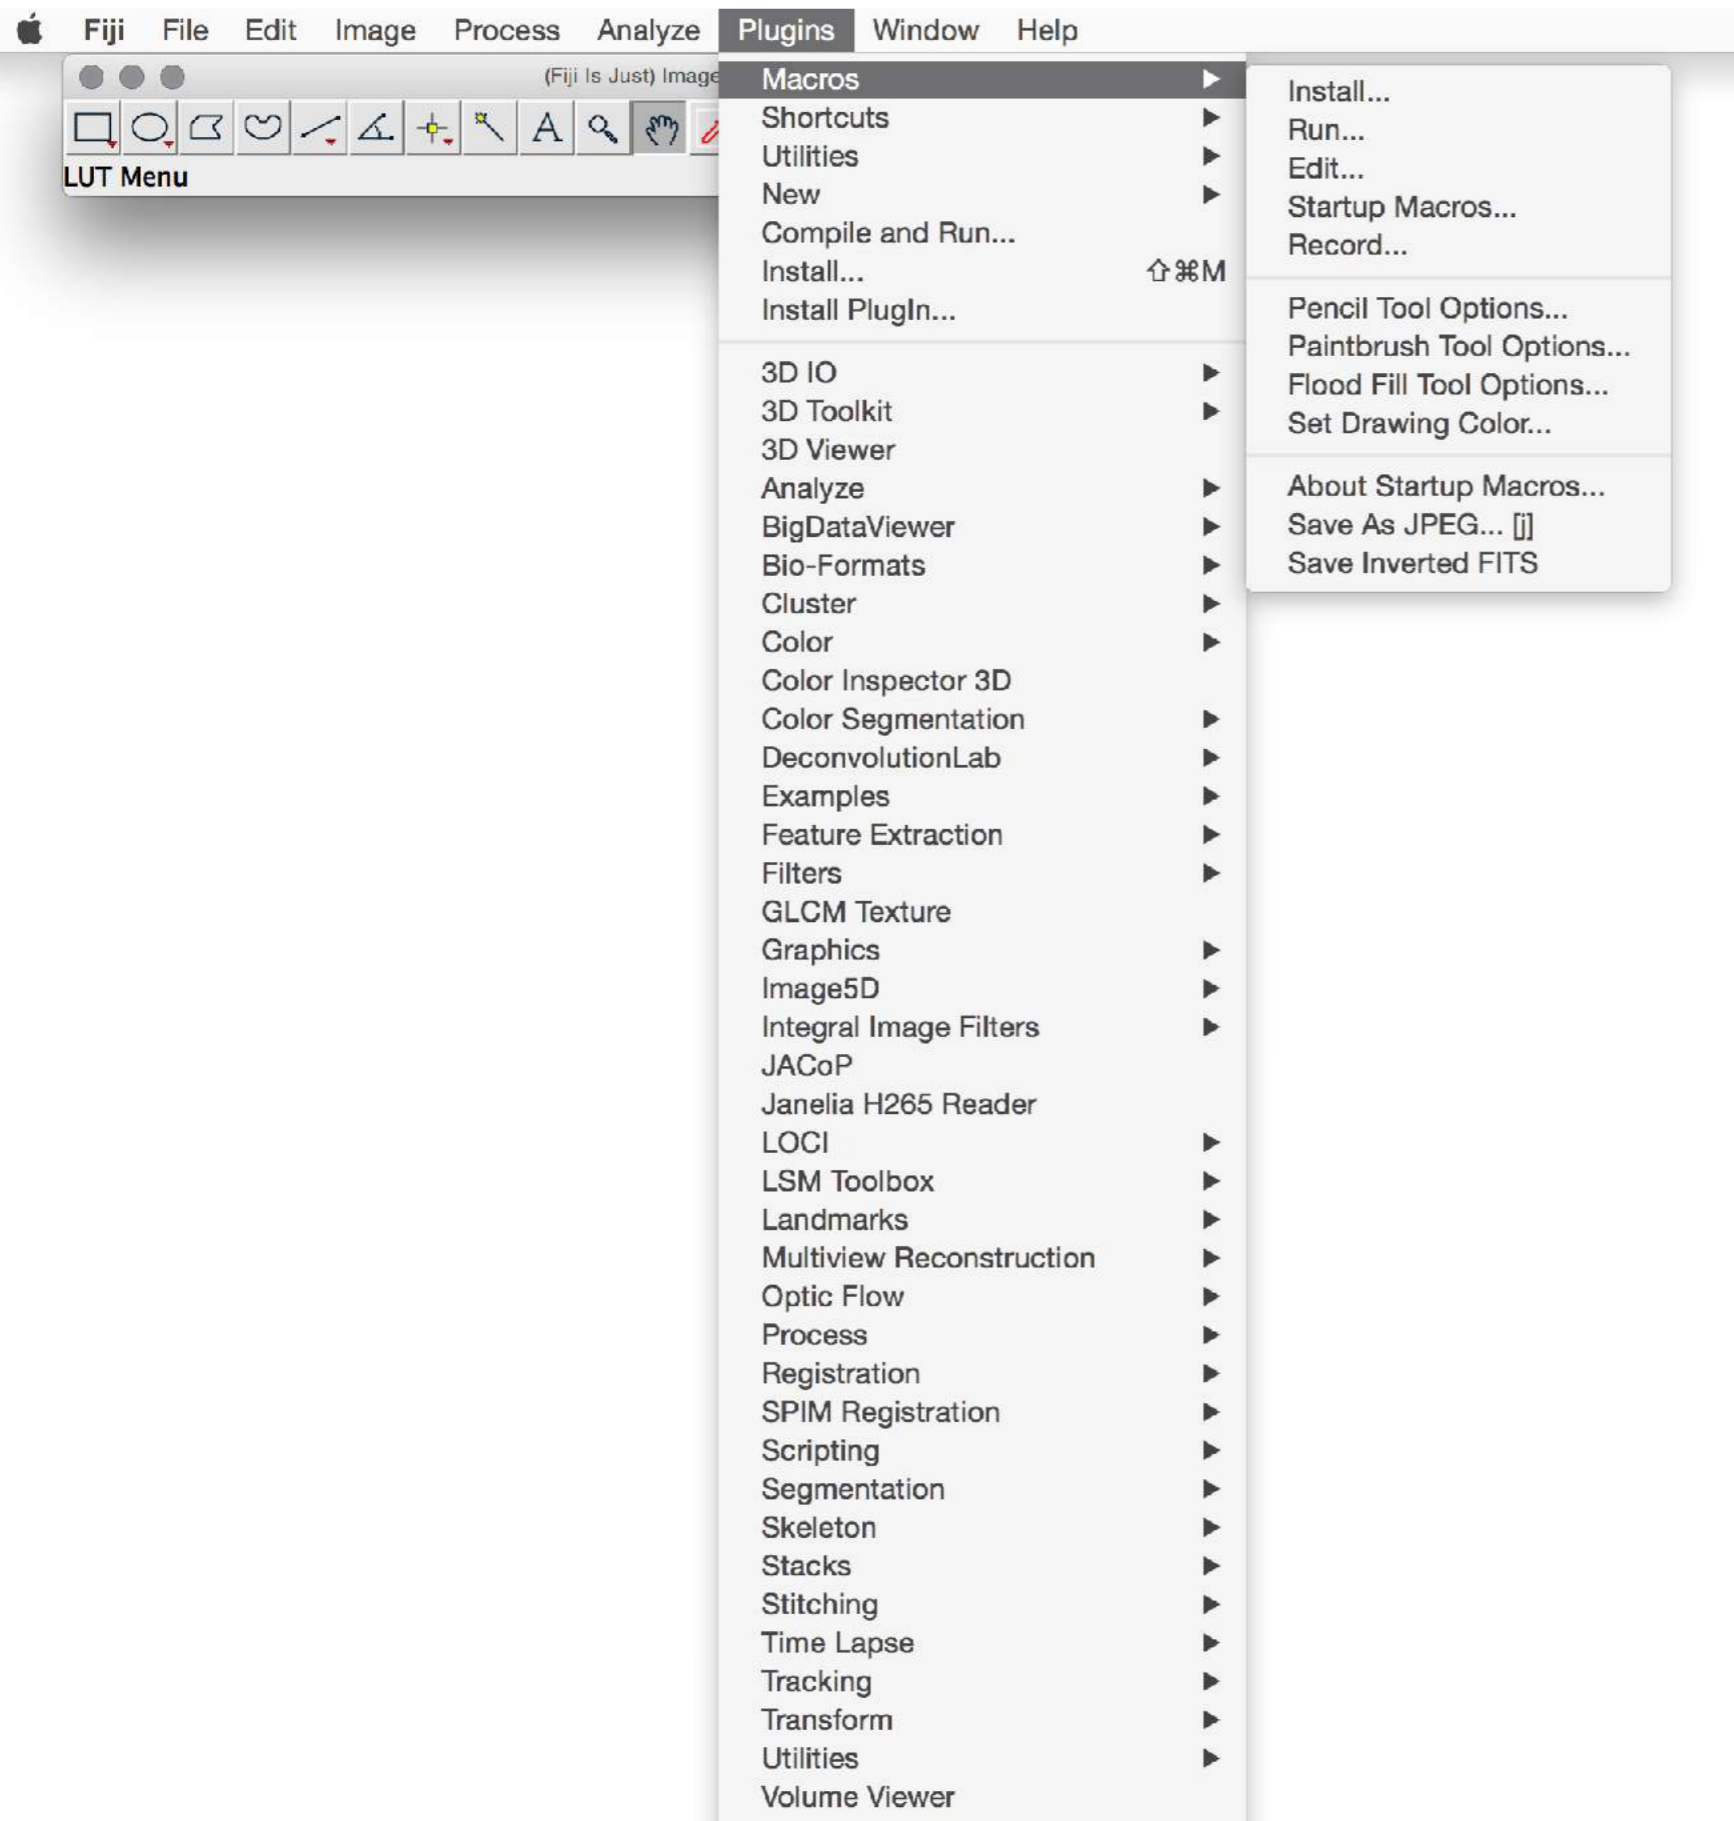 Fiji File Edit Image Process Analyze Plugins Window Help
(Fiji Is Just) Image
LUT Menu
Macros
Shortcuts
Utilities
New
Compile and Run...
Install... ⇧⌘M
Install PlugIn...
3D IO
3D Toolkit
3D Viewer
Analyze
BigDataViewer
Bio-Formats
Cluster
Color
Color Inspector 3D
Color Segmentation
DeconvolutionLab
Examples
Feature Extraction
Filters
GLCM Texture
Graphics
Image5D
Integral Image Filters
JACoP
Janelia H265 Reader
LOCI
LSM Toolbox
Landmarks
Multiview Reconstruction
Optic Flow
Process
Registration
SPIM Registration
Scripting
Segmentation
Skeleton
Stacks
Stitching
Time Lapse
Tracking
Transform
Utilities
Volume Viewer
Install...
Run...
Edit...
Startup Macros...
Record...
Pencil Tool Options...
Paintbrush Tool Options...
Flood Fill Tool Options...
Set Drawing Color...
About Startup Macros...
Save As JPEG... [j]
Save Inverted FITS